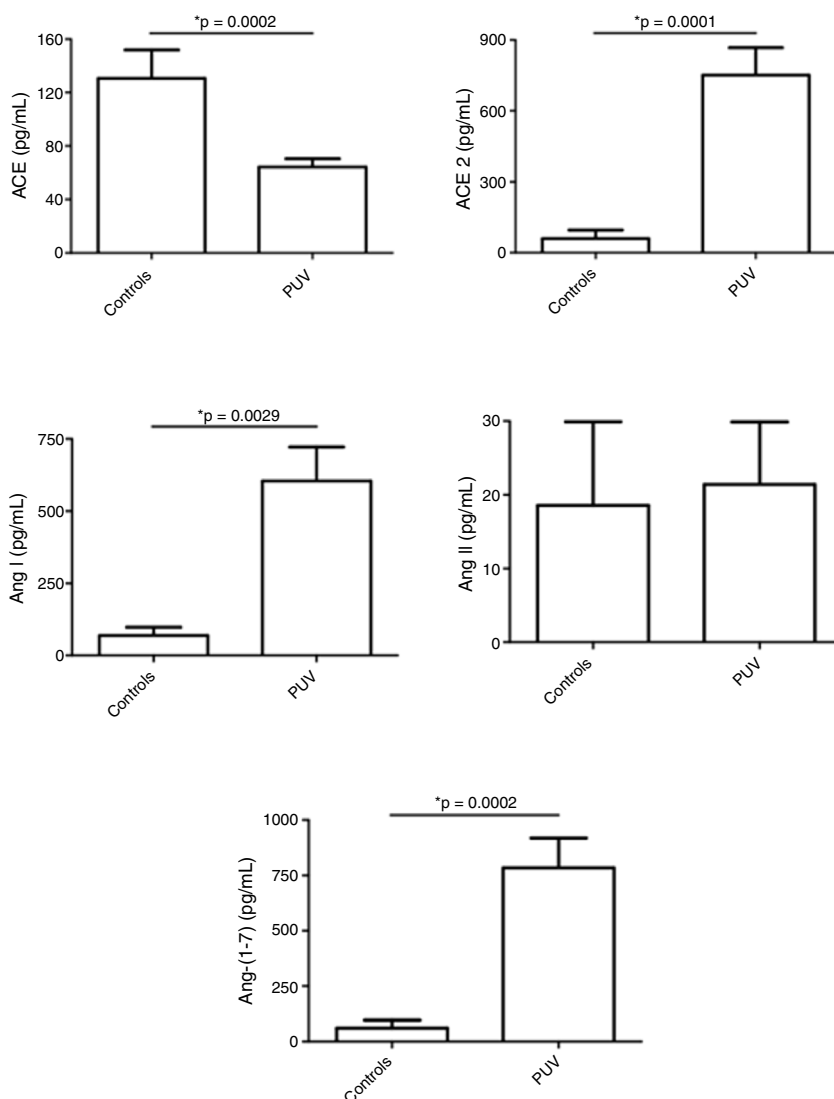 *p = 0.0002
160
120
80
40
0
ACE (pg/mL)
Controls
PUV
*p = 0.0001
900
600
300
0
ACE 2 (pg/mL)
Controls
PUV
*p = 0.0029
750
500
250
0
Ang I (pg/mL)
Controls
PUV
30
20
10
0
Ang II (pg/mL)
Controls
PUV
*p = 0.0002
1000
750
500
250
0
Ang-(1-7) (pg/mL)
Controls
PUV